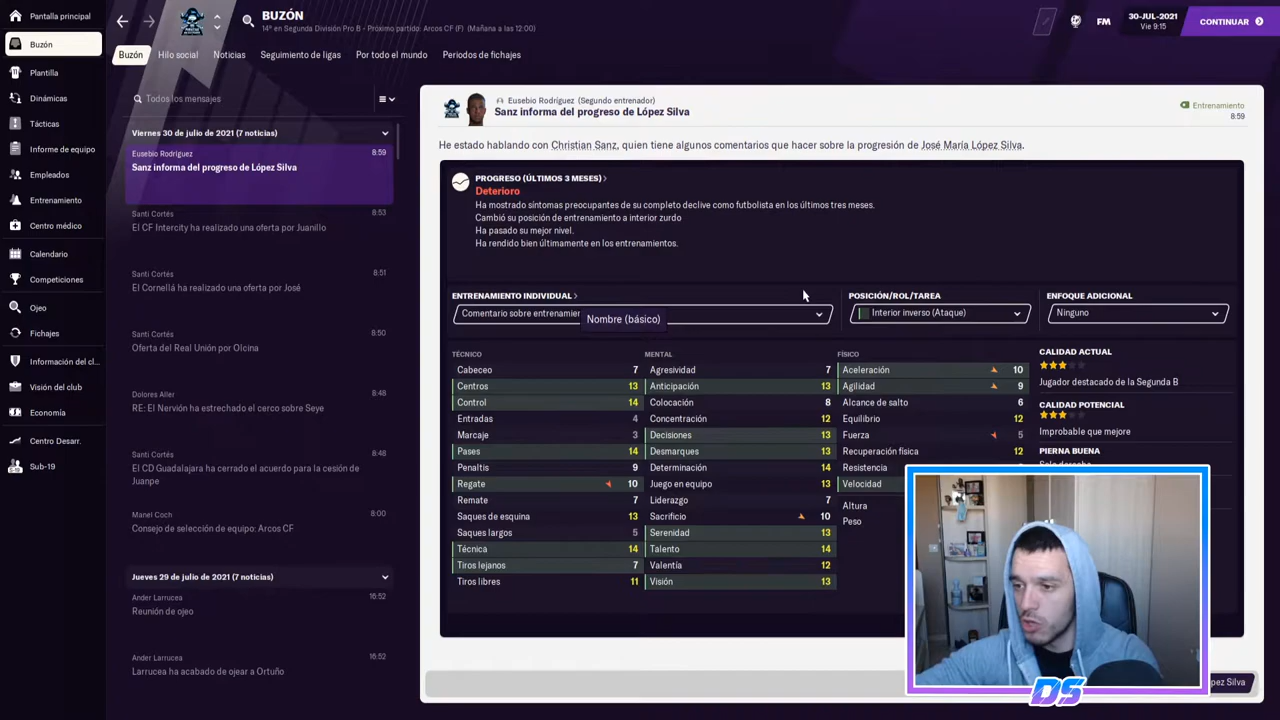 Pantalla principal
Buzón
Plantilla
Dinámicas
Tácticas
Informe de equipo
Empleados
Entrenamiento
Centro médico
Calendario
Competiciones
Ojeo
Fichajes
Información del cl...
Visión del club
Economía
Centro Desarr.
Sub-19
BUZÓN
14º en Segunda División Pro B - Próximo partido: Arcos CF (F) (Mañana a las 12:00)
FM
30-JUL-2021
Vie 9:15
CONTINUAR
Buzón
Hilo social
Noticias
Seguimiento de ligas
Por todo el mundo
Periodos de fichajes
Todos los mensajes
Viernes 30 de julio de 2021 (7 noticias)
Eusebio Rodríguez 8:59
Sanz informa del progreso de López Silva
Santi Cortés 8:53
El CF Intercity ha realizado una oferta por Juanillo
Santi Cortés 8:51
El Cornellá ha realizado una oferta por José
Santi Cortés 8:50
Oferta del Real Unión por Olcina
Dolores Aller 8:48
RE: El Nervión ha estrechado el cerco sobre Seye
Santi Cortés 8:48
El CD Guadalajara ha cerrado el acuerdo para la cesión de
Juanpe
Manel Coch 8:00
Consejo de selección de equipo: Arcos CF
Jueves 29 de julio de 2021 (7 noticias)
Ander Larrucea 16:52
Reunión de ojeo
Ander Larrucea 16:52
Larrucea ha acabado de ojear a Ortuño
Eusebio Rodríguez (Segundo entrenador)
Sanz informa del progreso de López Silva
Entrenamiento
8:59
He estado hablando con Christian Sanz, quien tiene algunos comentarios que hacer sobre la progresión de José María López Silva.
PROGRESO (ÚLTIMOS 3 MESES)
Deterioro
Ha mostrado síntomas preocupantes de su completo declive como futbolista en los últimos tres meses.
Cambió su posición de entrenamiento a interior zurdo
Ha pasado su mejor nivel.
Ha rendido bien últimamente en los entrenamientos.
ENTRENAMIENTO INDIVIDUAL
Comentario sobre entrenamien
Nombre (básico)
POSICIÓN/ROL/TAREA
Interior inverso (Ataque)
ENFOQUE ADICIONAL
Ninguno
TÉCNICO
Cabeceo 7
Centros 13
Control 14
Entradas 4
Marcaje 3
Pases 14
Penaltis 9
Regate 10
Remate 7
Saques de esquina 13
Saques largos 5
Técnica 14
Tiros lejanos 7
Tiros libres 11
MENTAL
Agresividad 7
Anticipación 13
Colocación 8
Concentración 12
Decisiones 13
Desmarques 13
Determinación 14
Juego en equipo 13
Liderazgo 7
Sacrificio 10
Serenidad 13
Talento 14
Valentía 12
Visión 13
FÍSICO
Aceleración 10
Agilidad 9
Alcance de salto 6
Equilibrio 12
Fuerza 5
Recuperación física 12
Resistencia
Velocidad
Altura
Peso
CALIDAD ACTUAL
Jugador destacado de la Segunda B
CALIDAD POTENCIAL
Improbable que mejore
PIERNA BUENA
DS
Silva